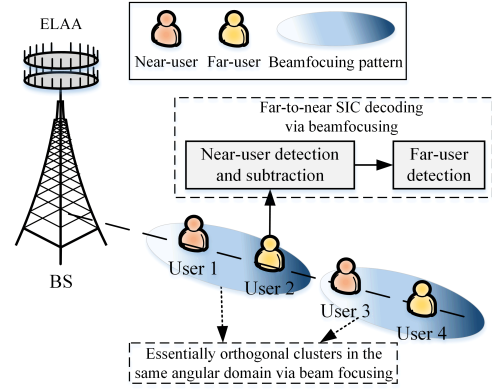 ELAA
Near-user
Far-user
Beamfocuing pattern
Far-to-near SIC decoding
via beamfocusing
Near-user detection
and subtraction
Far-user
detection
User 1
User 2
User 3
User 4
BS
Essentially orthogonal clusters in the
same angular domain via beam focusing